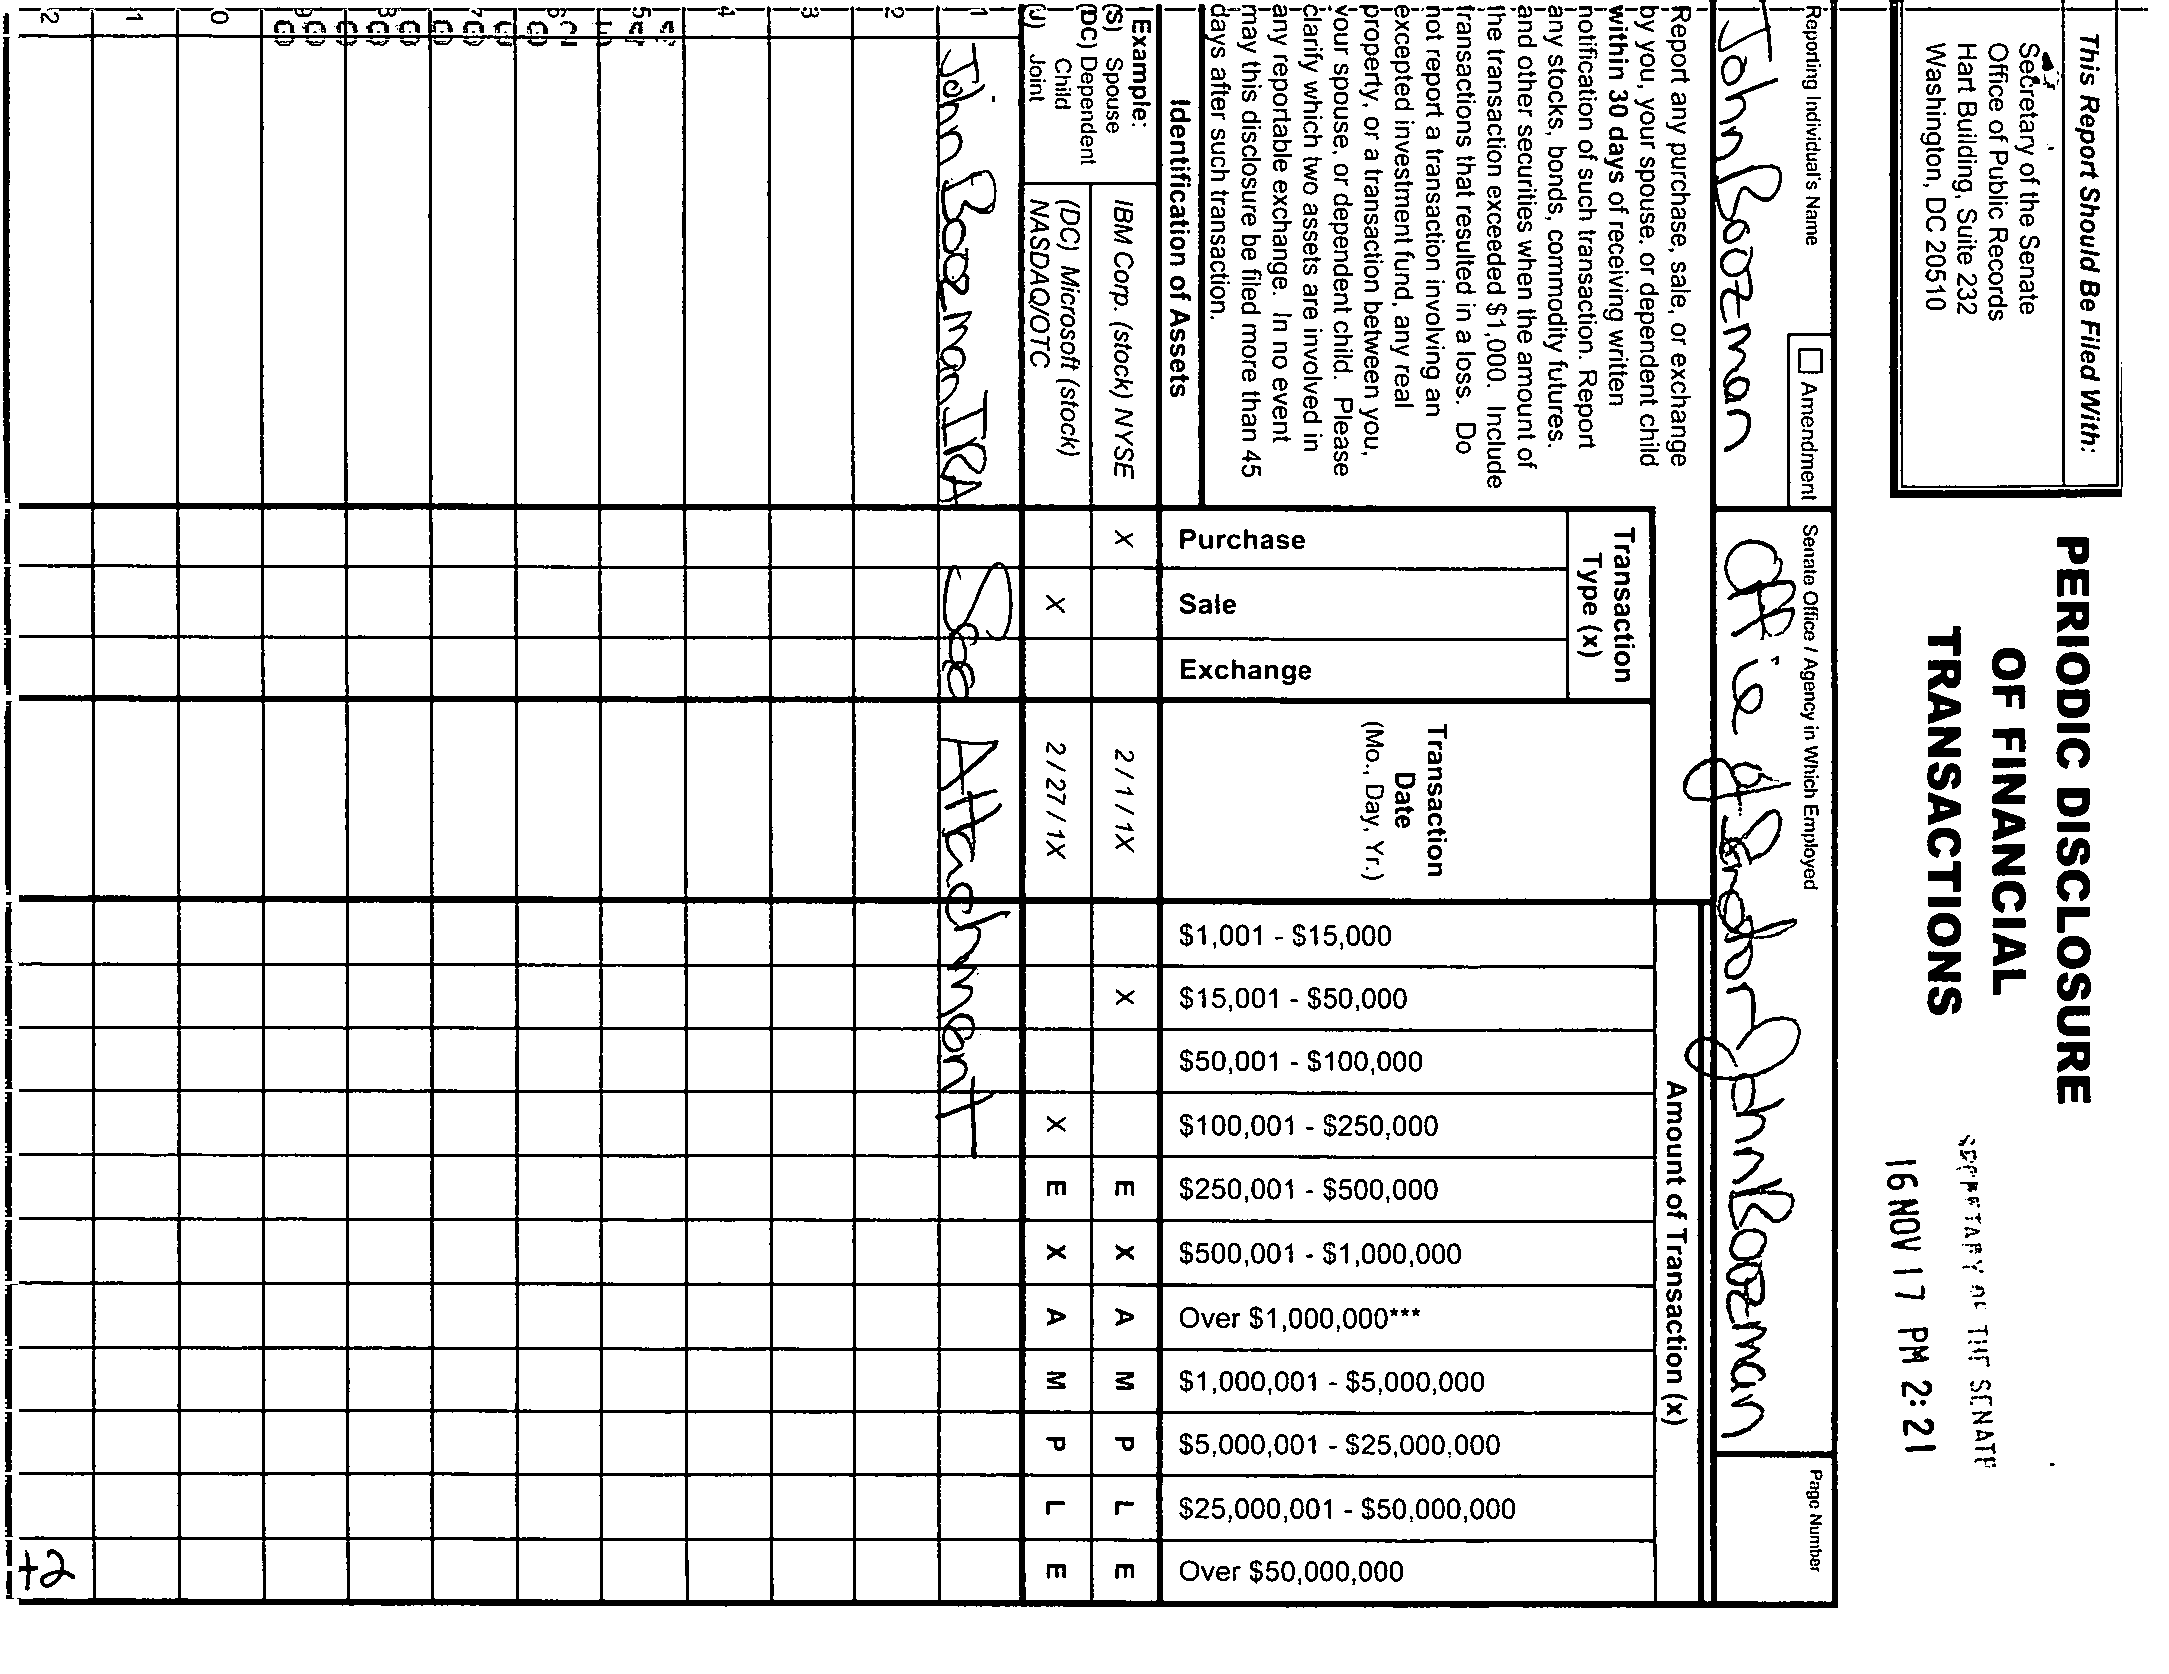 This Report Should Be Filed With:
Secretary of the Senate
Office of Public Records
Hart Building, Suite 232
Washington, DC 20510
PERIODIC DISCLOSURE
OF FINANCIAL
TRANSACTIONS
SECRETARY OF THE SENATE
16 NOV 17 PM 2:21
Reporting Individual's Name
Amendment
John Boozman
Senate Office / Agency in Which Employed
Office of Senator John Boozman
Page Number
Report any purchase, sale, or exchange
by you, your spouse, or dependent child
within 30 days of receiving written
notification of such transaction. Report
any stocks, bonds, commodity futures,
and other securities when the amount of
the transaction exceeded $1,000. Include
transactions that resulted in a loss. Do
not report a transaction involving an
excepted investment fund, any real
property, or a transaction between you,
your spouse, or dependent child. Please
clarify which two assets are involved in
any reportable exchange. In no event
may this disclosure be filed more than 45
days after such transaction.
Transaction
Type (x)
Transaction
Date
(Mo., Day, Yr.)
Amount of Transaction (x)
Identification of Assets
Purchase
Sale
Exchange
$1,001 - $15,000
$15,001 - $50,000
$50,001 - $100,000
$100,001 - $250,000
$250,001 - $500,000
$500,001 - $1,000,000
Over $1,000,000***
$1,000,001 - $5,000,000
$5,000,001 - $25,000,000
$25,000,001 - $50,000,000
Over $50,000,000
Example:
(S) Spouse
(DC) Dependent
Child
(J) Joint
IBM Corp. (stock) NYSE X 2 / 1 / 1X X E X A M P L E
(DC) Microsoft (stock)
NASDAQ/OTC
X 2 / 27 / 1X X E X A M P L E
1 John Boozman IRA See Attachment
2
3
4
5
6
7
8
9
0
1
2
+2